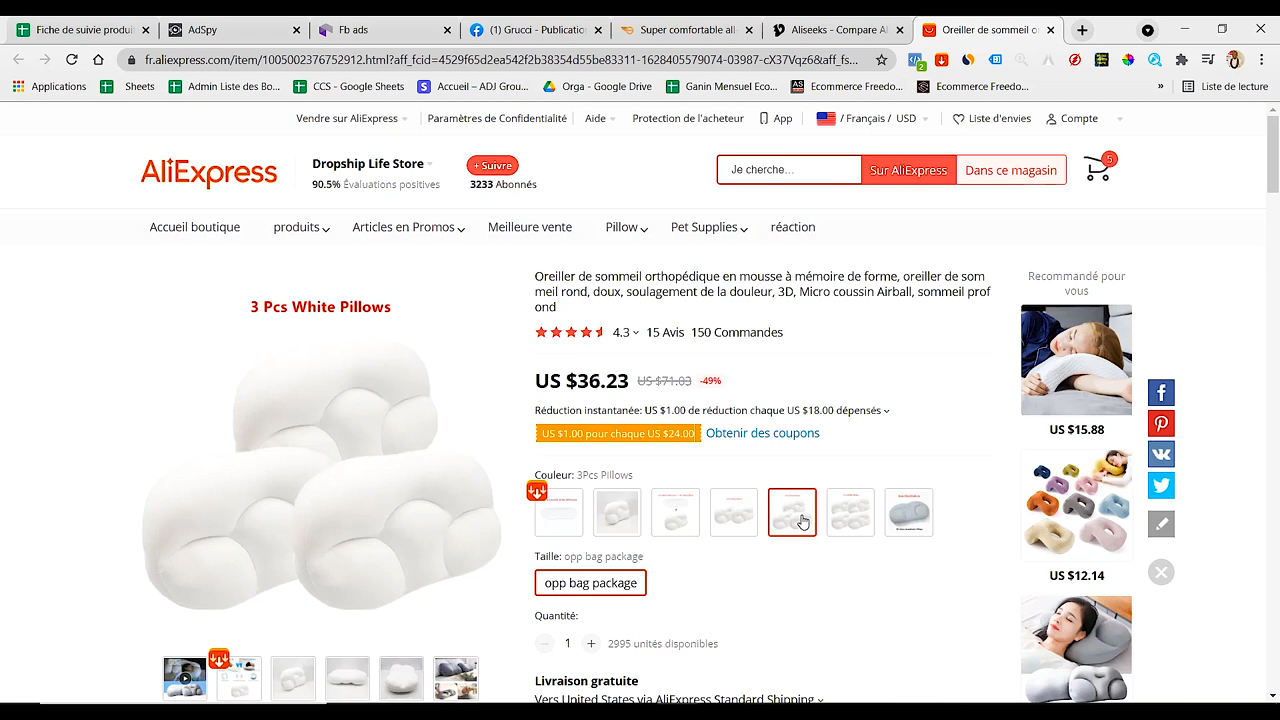 Fiche de suivie produit
AdSpy
Fb ads
(1) Grucci - Publication
Super comfortable all
Aliseeks - Compare Al
Oreiller de sommeil o
fr.aliexpress.com/item/1005002376752912.html?
Applications
Sheets
Admin Liste des Bo...
CCS - Google Sheets
Accueil – ADJ Grou...
Orga - Google Drive
Ganin Mensuel Eco...
Ecommerce Freedo...
Ecommerce Freedo...
»
Liste de lecture
Vendre sur AliExpress
Paramètres de Confidentialité
Aide
Protection de l'acheteur
App
/ Français / USD
Liste d'envies
Compte
AliExpress
Dropship Life Store
90.5% Évaluations positives
+ Suivre
3233 Abonnés
Je cherche...
Sur AliExpress
Dans ce magasin
5
Accueil boutique
produits
Articles en Promos
Meilleure vente
Pillow
Pet Supplies
réaction
3 Pcs White Pillows
Oreiller de sommeil orthopédique en mousse à mémoire de forme, oreiller de som
meil rond, doux, soulagement de la douleur, 3D, Micro coussin Airball, sommeil prof
ond
4.3 15 Avis 150 Commandes
US $36.23 US $71.03 -49%
Réduction instantanée: US $1.00 de réduction chaque US $18.00 dépensés
US $1.00 pour chaque US $24.00 Obtenir des coupons
Couleur: 3Pcs Pillows
Taille: opp bag package
opp bag package
Quantité:
1 + 2995 unités disponibles
Livraison gratuite
Vers United States via AliExpress Standard Shipping
Recommandé pour
vous
US $15.88
US $12.14